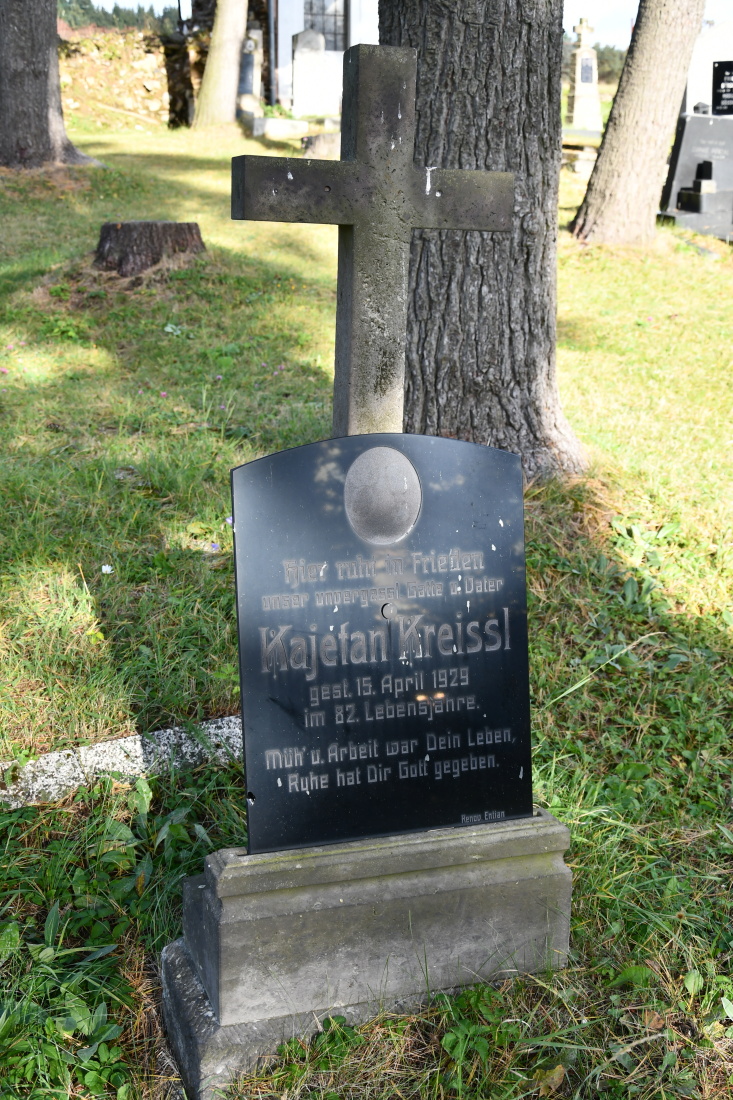 Hier ruht in Frieden
unser unvergessl. Gatte u. Vater
Kajetan Kreissl
gest. 15. April 1929
im 82. Lebensjahre.
Müh' u. Arbeit war Dein Leben,
Ruhe hat Dir Gott gegeben.